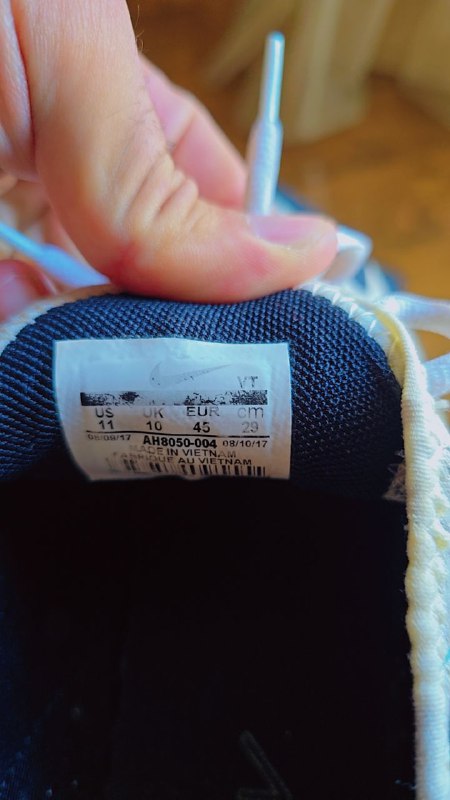 VT
US UK EUR cm
11 10 45 29
08/09/17 AH8050-004 08/10/17
MADE IN VIETNAM
FABRIQUE AU VIETNAM